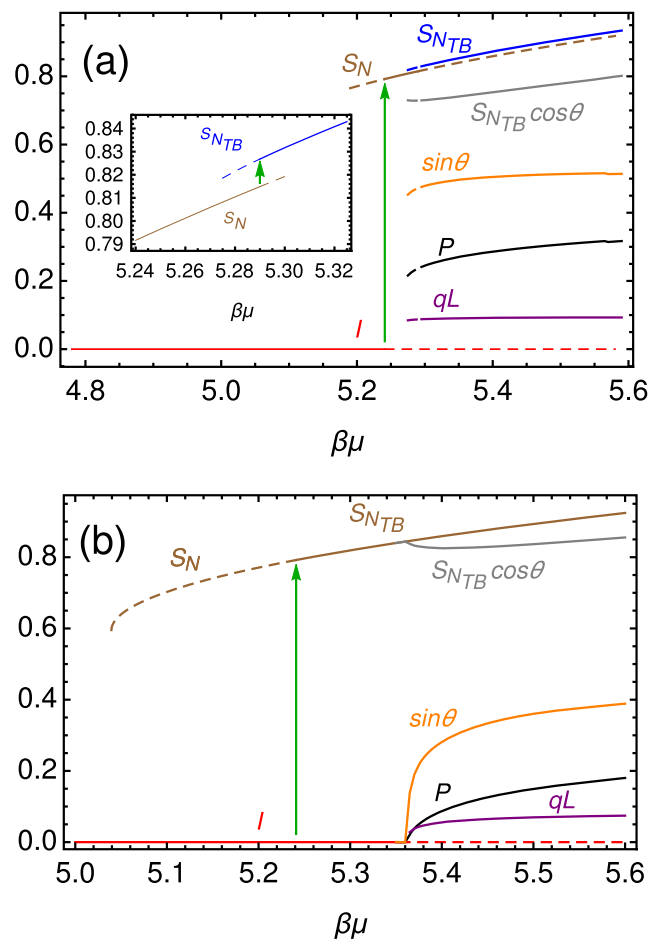 (a)
S_N
S_{N_{TB}}
S_{N_{TB}} cosθ
sinθ
P
qL
I
0.8
0.6
0.4
0.2
0.0
4.8 5.0 5.2 5.4 5.6
βμ
0.84
0.83
0.82
0.81
0.80
0.79
S_{N_{TB}}
S_N
5.24 5.26 5.28 5.30 5.32
βμ
(b)
S_N
S_{N_{TB}}
S_{N_{TB}} cosθ
sinθ
P
qL
I
0.8
0.6
0.4
0.2
0.0
5.0 5.1 5.2 5.3 5.4 5.5 5.6
βμ